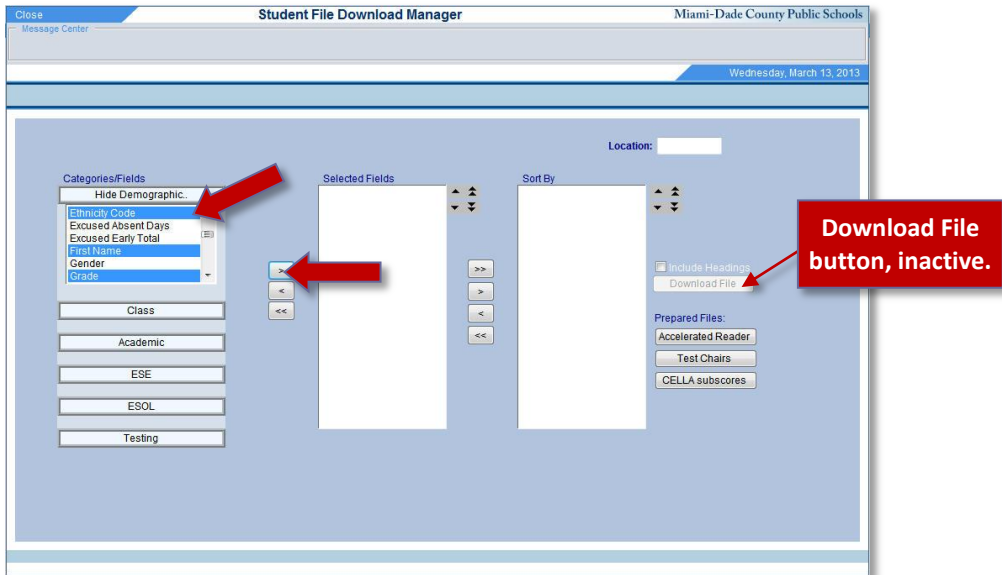 Close
Student File Download Manager
Miami-Dade County Public Schools
Message Center
Wednesday, March 13, 2013
Location:
Categories/Fields
Selected Fields
Sort By
Hide Demographic..
Ethnicity Code
Excused Absent Days
Excused Early Total
First Name
Gender
Grade
>
<
<<
>>
>
<
<<
Include Headings
Download File
Download File
button, inactive.
Class
Academic
ESE
ESOL
Testing
Prepared Files:
Accelerated Reader
Test Chairs
CELLA subscores